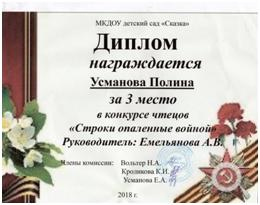 МКДОУ детский сад «Сказка»
Диплом
награждается
Усманова Полина
за 3 место
в конкурсе чтецов
«Строки опаленные войной»
Руководитель: Емельянова А.В.
Члены комиссии: Вольтер Н.А.
Кроликова К.И.
Усманова Е.А.
2018 г.